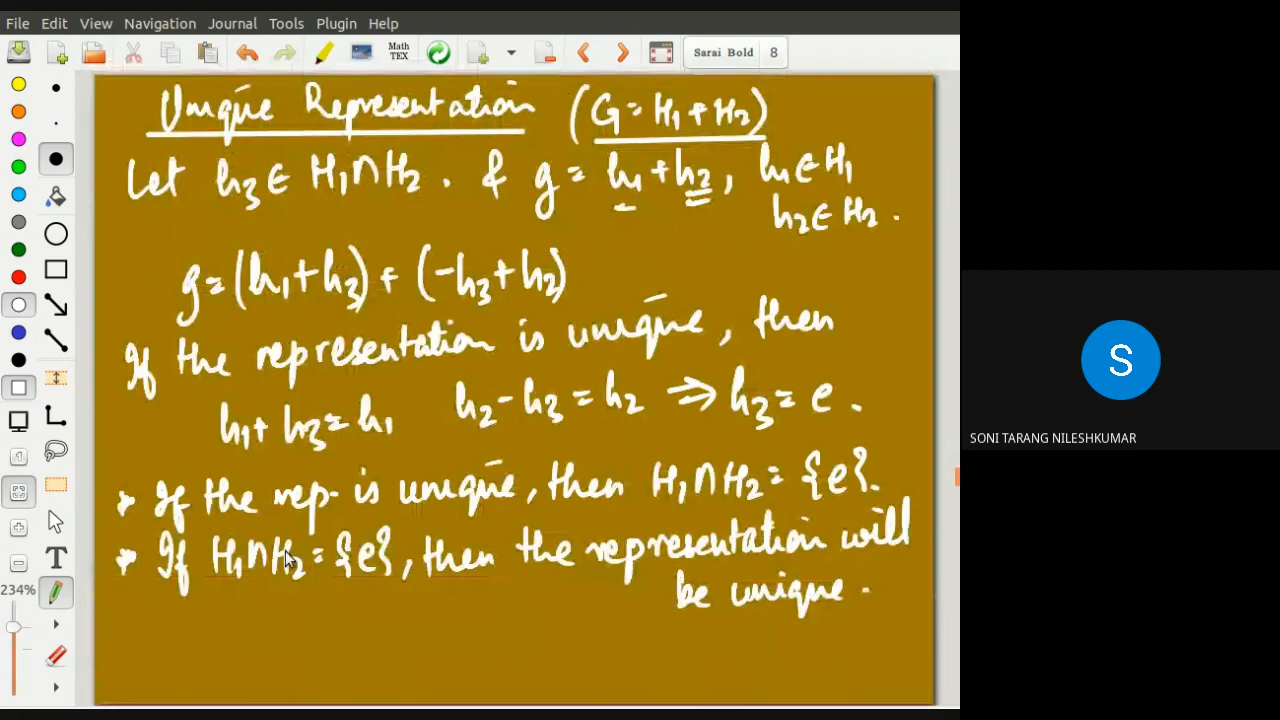 File Edit View Navigation Journal Tools Plugin Help
Math TEX
Sarai Bold 8
Unique Representation (G = H₁ + H₂)
Let h₃ ∈ H₁∩H₂. & g = h₁ + h₂, h₁ ∈ H₁
h₂ ∈ H₂.
g = (h₁ + h₃) + (-h₃ + h₂)
If the representation is unique, then
h₁ + h₃ = h₁ h₂ - h₃ = h₂ ⇒ h₃ = e.
* If the rep. is unique, then H₁∩H₂ = {e}.
* If H₁∩H₂ = {e}, then the representation will
be unique.
234%
S
SONI TARANG NILESHKUMAR